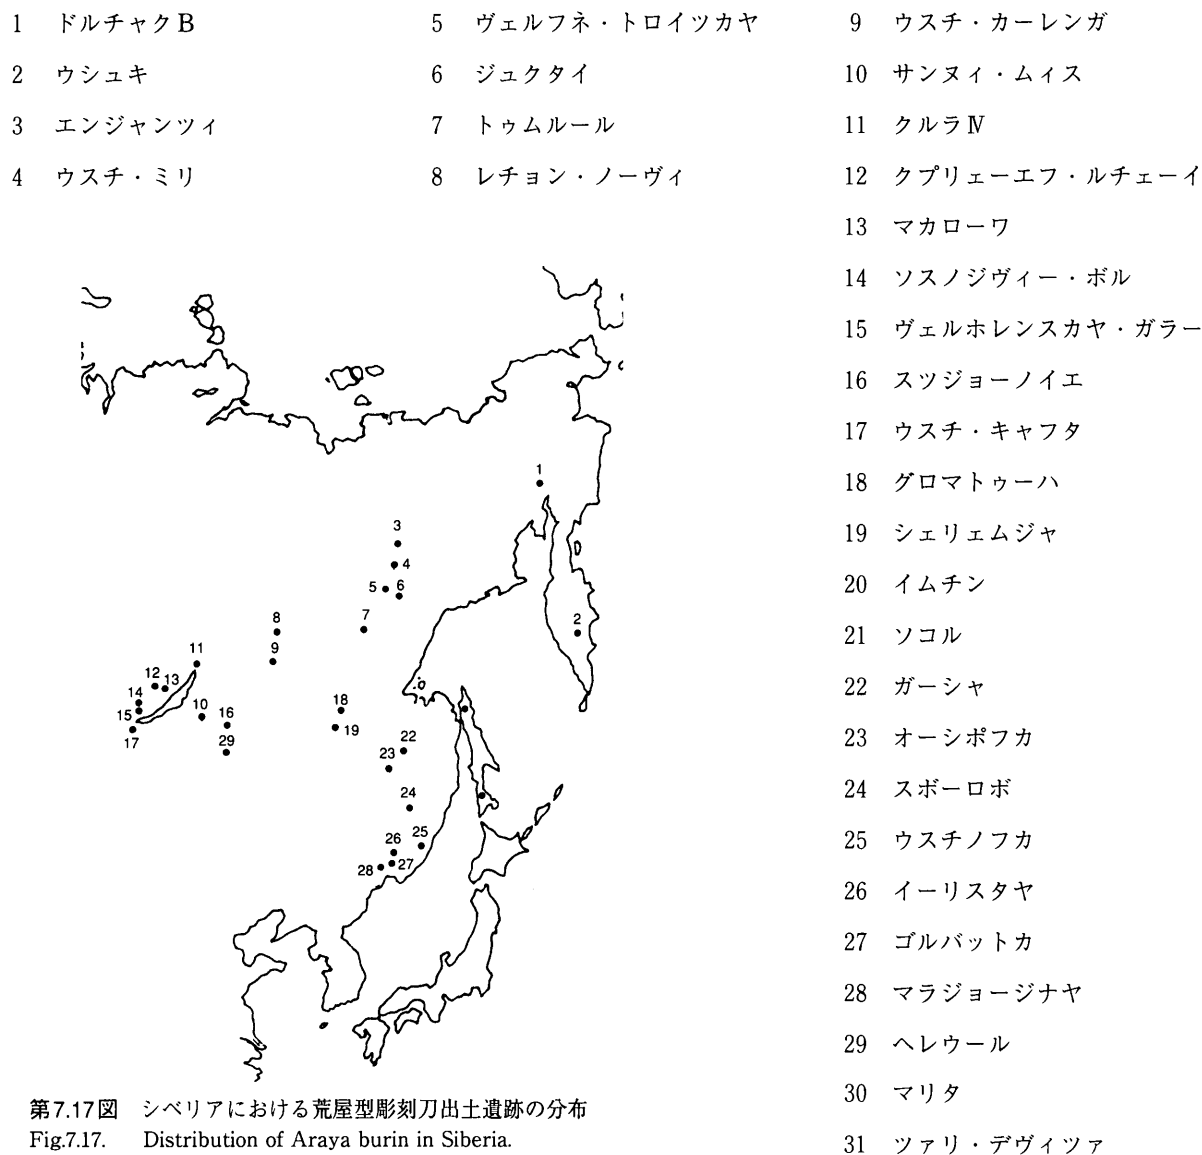 1 ドルチャクB
2 ウシュキ
3 エンジャンツィ
4 ウスチ・ミリ
5 ヴェルフネ・トロイツカヤ
6 ジュクタイ
7 トゥムルール
8 レチョン・ノーヴィ
9 ウスチ・カーレンガ
10 サンヌィ・ムィス
11 クルラⅣ
12 クプリェーエフ・ルチェーイ
13 マカローワ
14 ソスノジヴィー・ボル
15 ヴェルホレンスカヤ・ガラー
16 スツジョーノイエ
17 ウスチ・キャフタ
18 グロマトゥーハ
19 シェリェムジャ
20 イムチン
21 ソコル
22 ガーシャ
23 オーシポフカ
24 スボーロボ
25 ウスチノフカ
26 イーリスタヤ
27 ゴルバットカ
28 マラジョージナヤ
29 ヘレウール
30 マリタ
31 ツァリ・デヴィツァ
1
3
4
5 6
2
7
8
9
11
12 13
14
15
17
10 16
29
18
19
22
23
24
25
26
27
28
第7.17図 シベリアにおける荒屋型彫刻刀出土遺跡の分布
Fig.7.17. Distribution of Araya burin in Siberia.